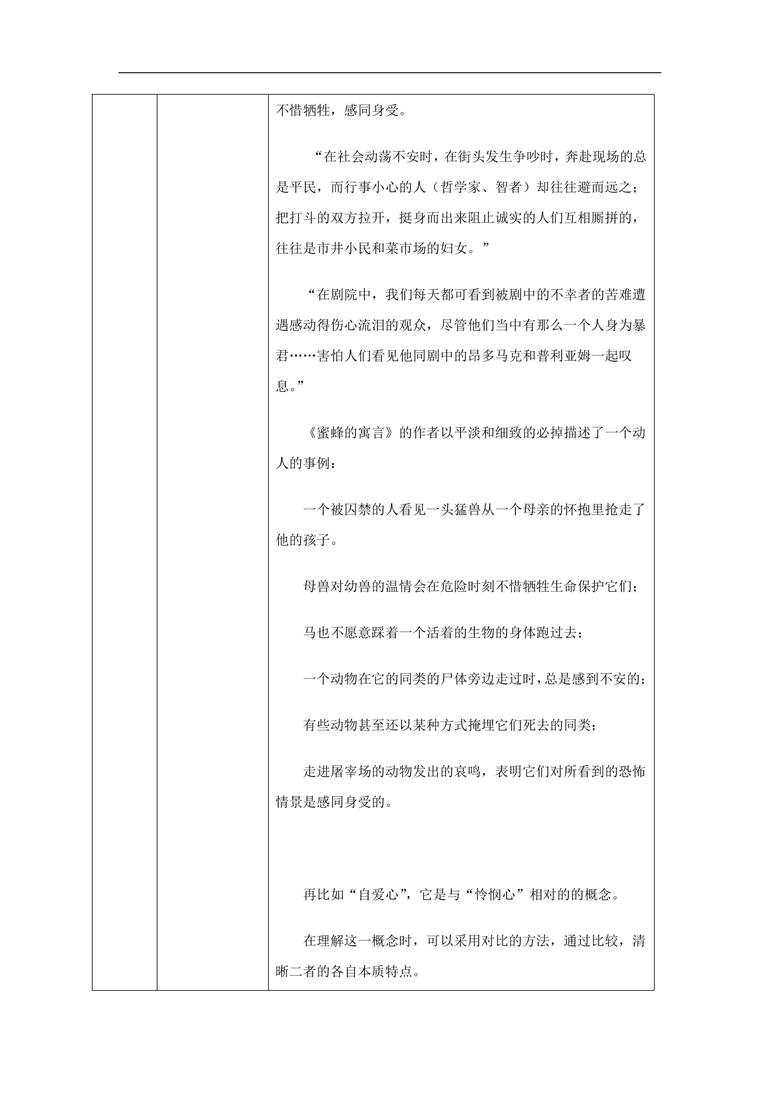 不惜牺牲，感同身受。
“在社会动荡不安时，在街头发生争吵时，奔赴现场的总
是平民，而行事小心的人（哲学家、智者）却往往避而远之；
把打斗的双方拉开，挺身而出来阻止诚实的人们互相厮拼的，
往往是市井小民和菜市场的妇女。”
“在剧院中，我们每天都可看到被剧中的不幸者的苦难遭
遇感动得伤心流泪的观众，尽管他们当中有那么一个人身为暴
君……害怕人们看见他同剧中的昂多马克和普利亚姆一起叹
息。”
《蜜蜂的寓言》的作者以平淡和细致的必掉描述了一个动
人的事例：
一个被囚禁的人看见一头猛兽从一个母亲的怀抱里抢走了
他的孩子。
母兽对幼兽的温情会在危险时刻不惜牺牲生命保护它们；
马也不愿意踩着一个活着的生物的身体跑过去；
一个动物在它的同类的尸体旁边走过时，总是感到不安的；
有些动物甚至还以某种方式掩埋它们死去的同类；
走进屠宰场的动物发出的哀鸣，表明它们对所看到的恐怖
情景是感同身受的。
再比如“自爱心”，它是与“怜悯心”相对的的概念。
在理解这一概念时，可以采用对比的方法，通过比较，清
晰二者的各自本质特点。